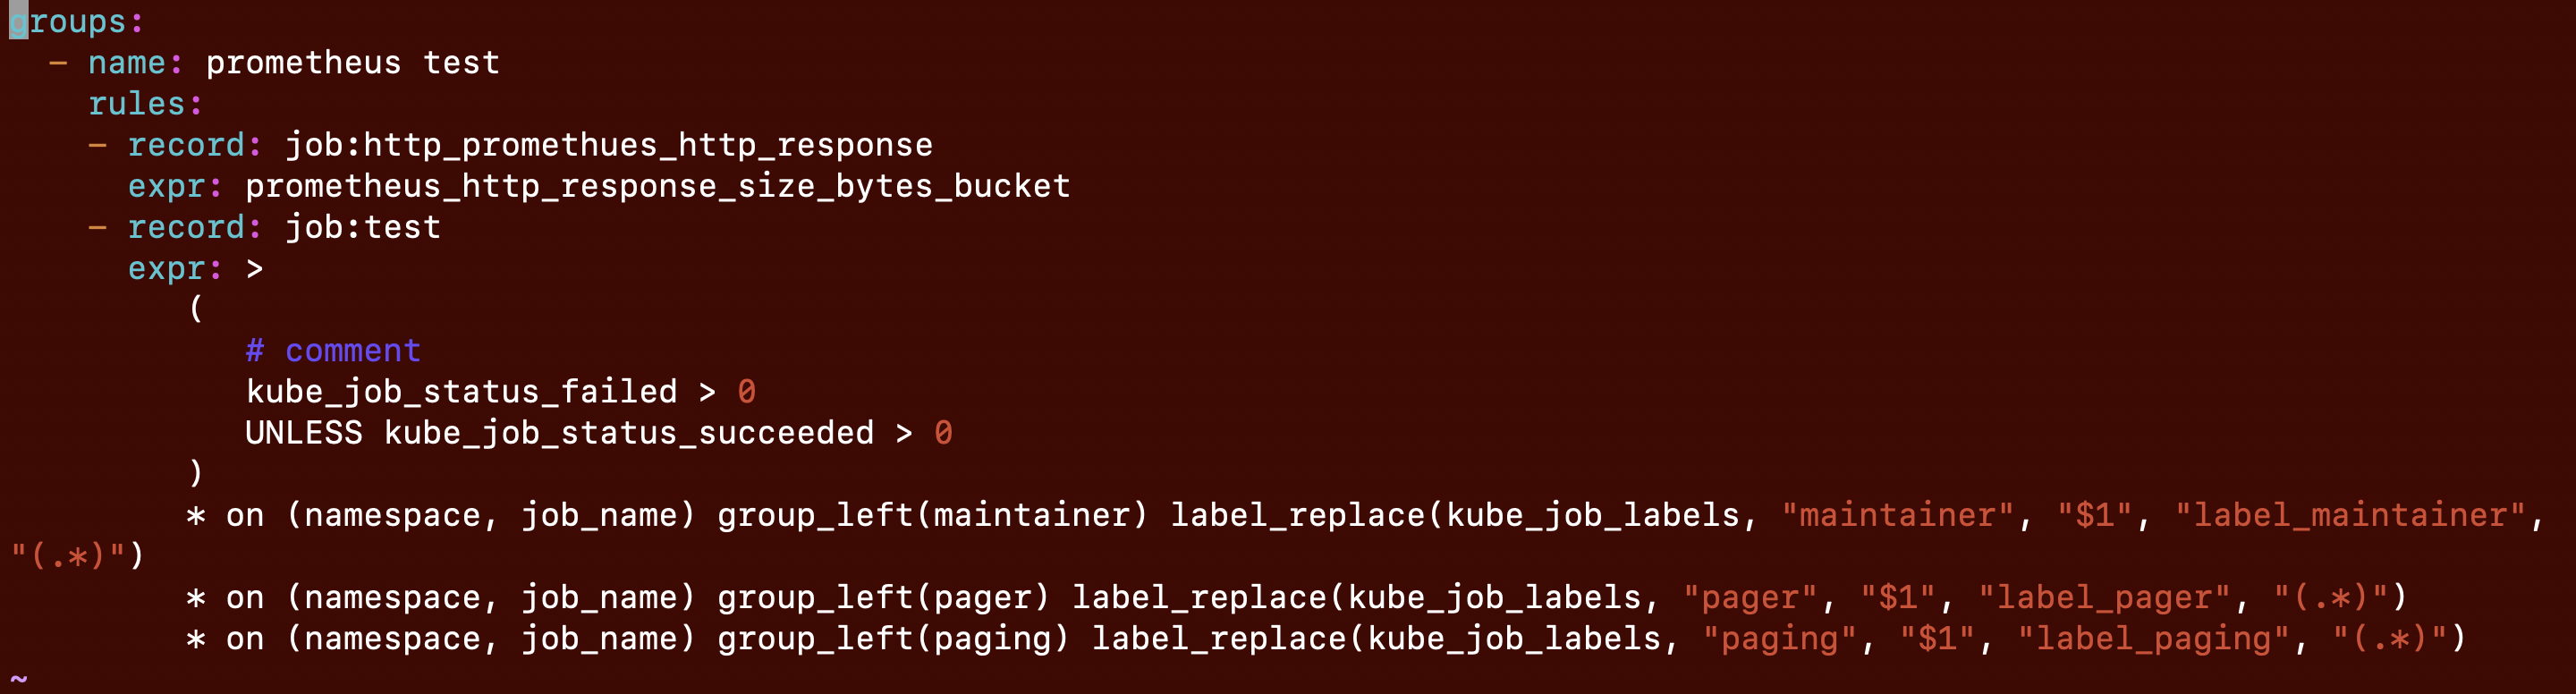 groups:
  - name: prometheus test
    rules:
    - record: job:http_promethues_http_response
      expr: prometheus_http_response_size_bytes_bucket
    - record: job:test
      expr: >
         (
            # comment
            kube_job_status_failed > 0
            UNLESS kube_job_status_succeeded > 0
         )
         * on (namespace, job_name) group_left(maintainer) label_replace(kube_job_labels, "maintainer", "$1", "label_maintainer",
"(.*)")
         * on (namespace, job_name) group_left(pager) label_replace(kube_job_labels, "pager", "$1", "label_pager", "(.*)")
         * on (namespace, job_name) group_left(paging) label_replace(kube_job_labels, "paging", "$1", "label_paging", "(.*)")
~